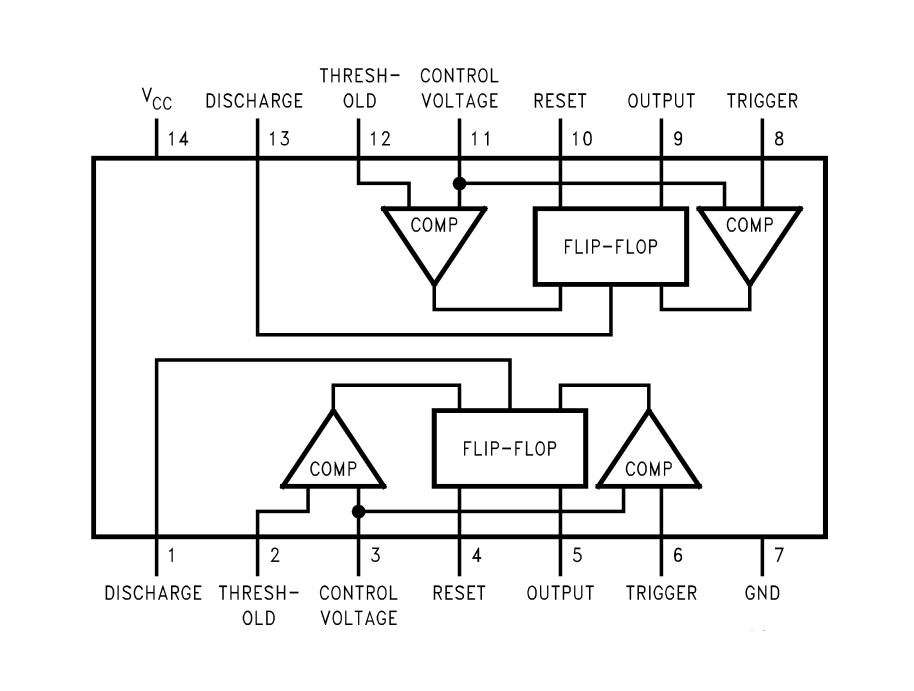 THRESH- CONTROL
VCC DISCHARGE OLD VOLTAGE RESET OUTPUT TRIGGER
14 13 12 11 10 9 8
COMP COMP
FLIP-FLOP
FLIP-FLOP
COMP COMP
1 2 3 4 5 6 7
DISCHARGE THRESH- CONTROL RESET OUTPUT TRIGGER GND
OLD VOLTAGE